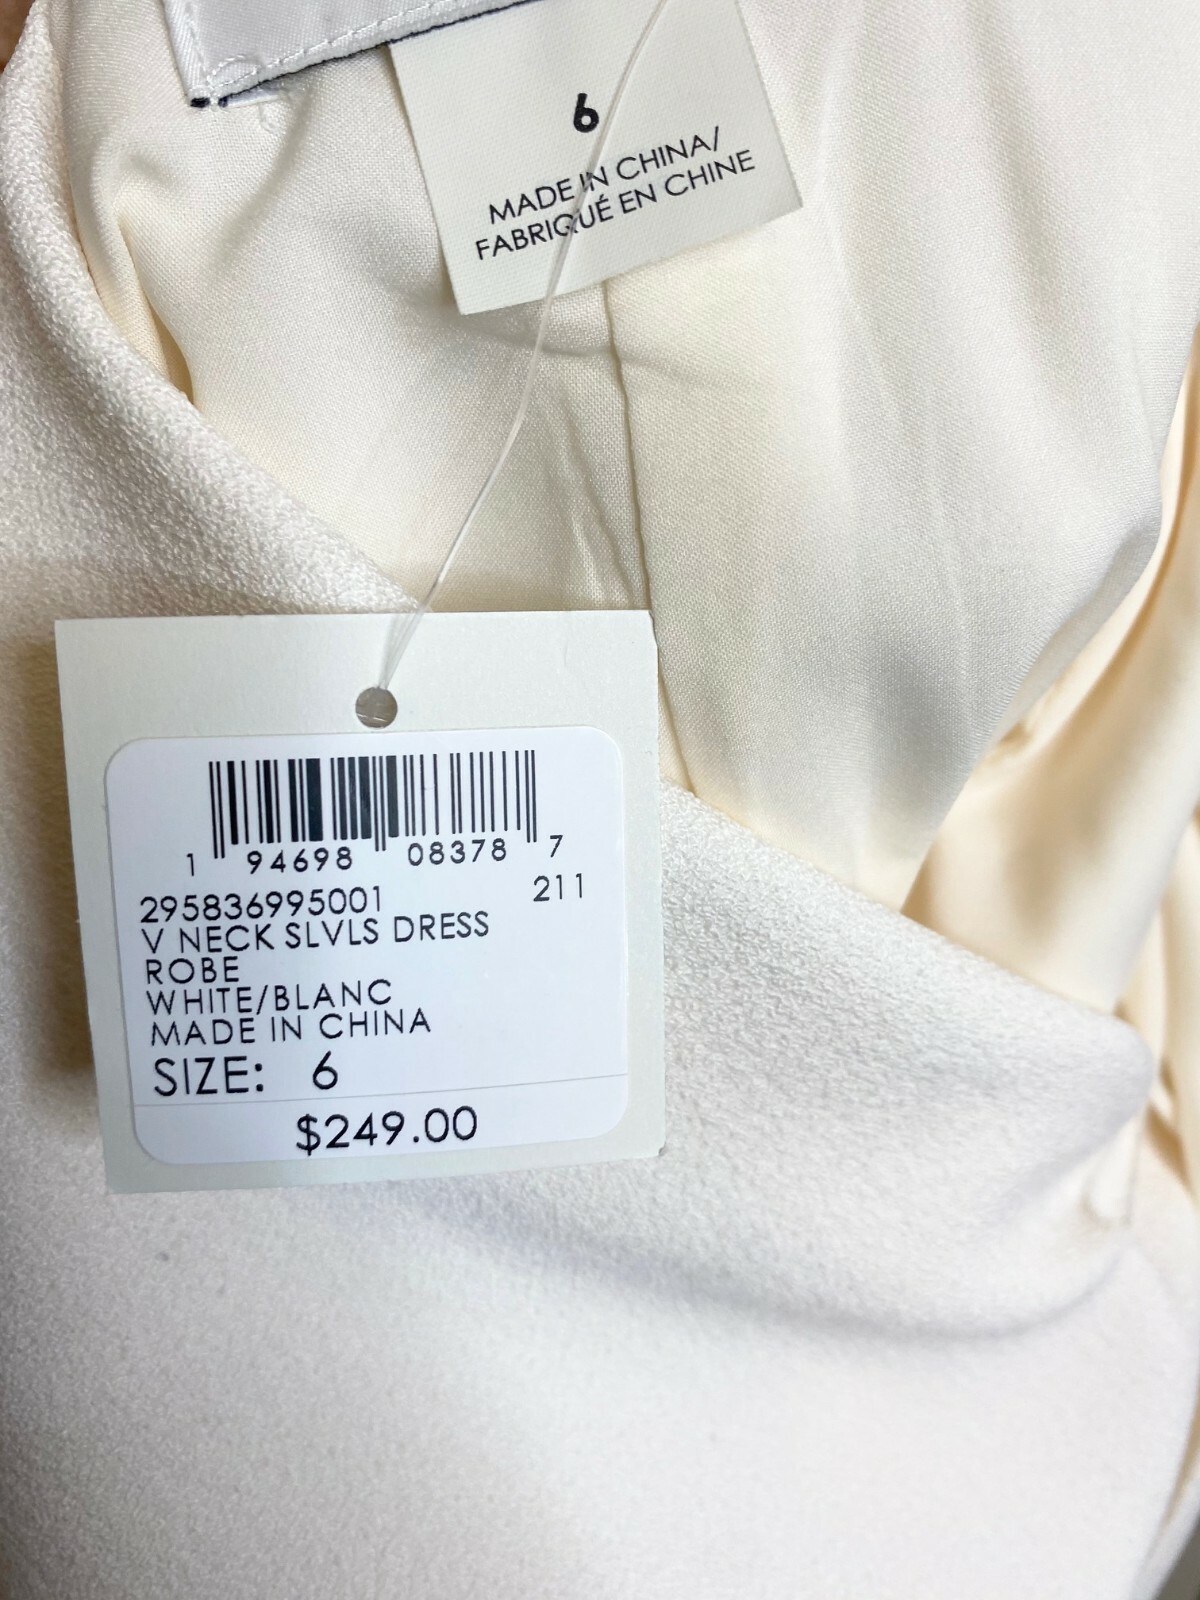 6
MADE IN CHINA/
FABRIQUÉ EN CHINE
1 94698 08378 7
295836995001 211
V NECK SLVLS DRESS
ROBE
WHITE/BLANC
MADE IN CHINA
SIZE: 6
$249.00